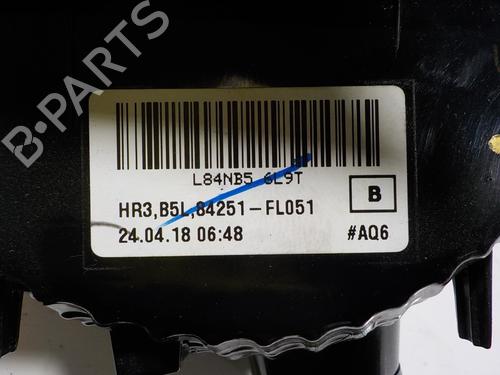 B-PARTS
L84NB5 6L9T
HR3,B5L,84251-FL051
B
24.04.18 06:48
#AQ6